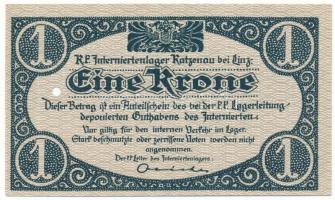 1 1
K.K. Interniertenlager Katzenau bei Linz.
Eine Krone
Dieser Betrag ist ein Anteilschein des bei der k.k. Lagerleitung
deponierten Guthabens des Internierten.
Nur giltig für den internen Verkehr im Lager.
Stark beschmutzte oder zerrissene Noten werden nicht
angenommen.
Der k.k. Leiter des Interniertenlagers:
1 1